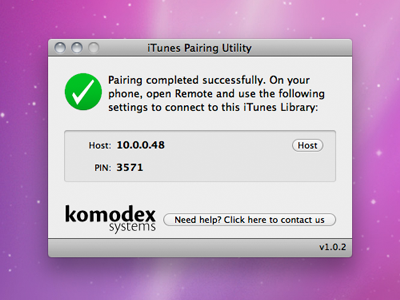 iTunes Pairing Utility
Pairing completed successfully. On your
phone, open Remote and use the following
settings to connect to this iTunes Library:
Host: 10.0.0.48 Host
PIN: 3571
komodex
systems
Need help? Click here to contact us
v1.0.2